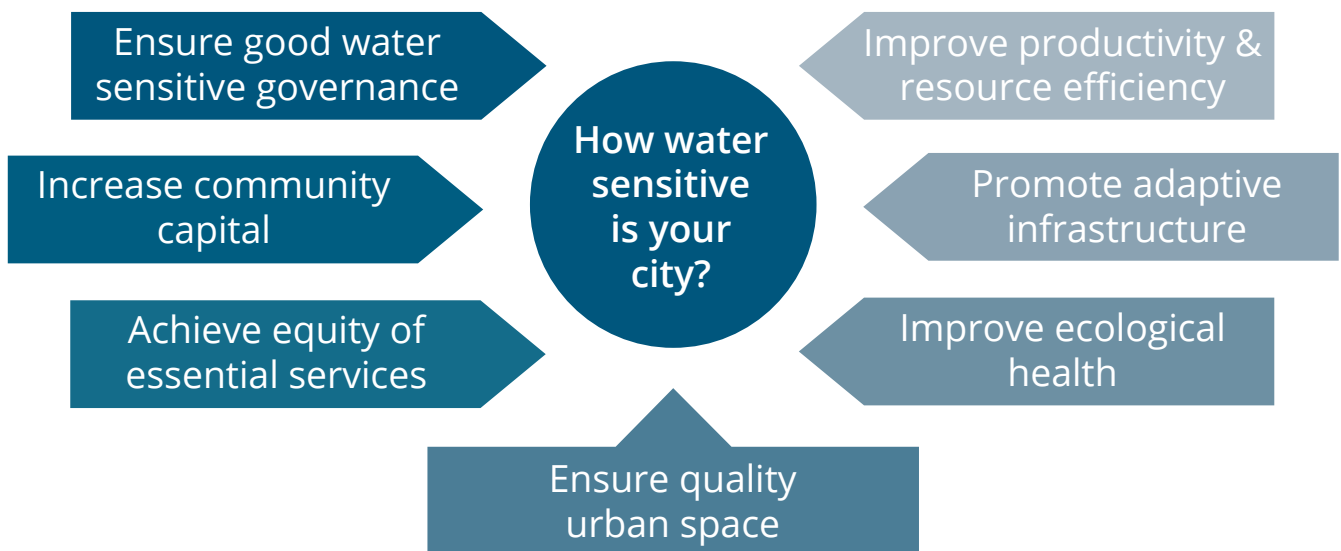 Ensure good water
sensitive governance
Increase community
capital
Achieve equity of
essential services
How water
sensitive
is your
city?
Improve productivity &
resource efficiency
Promote adaptive
infrastructure
Improve ecological
health
Ensure quality
urban space